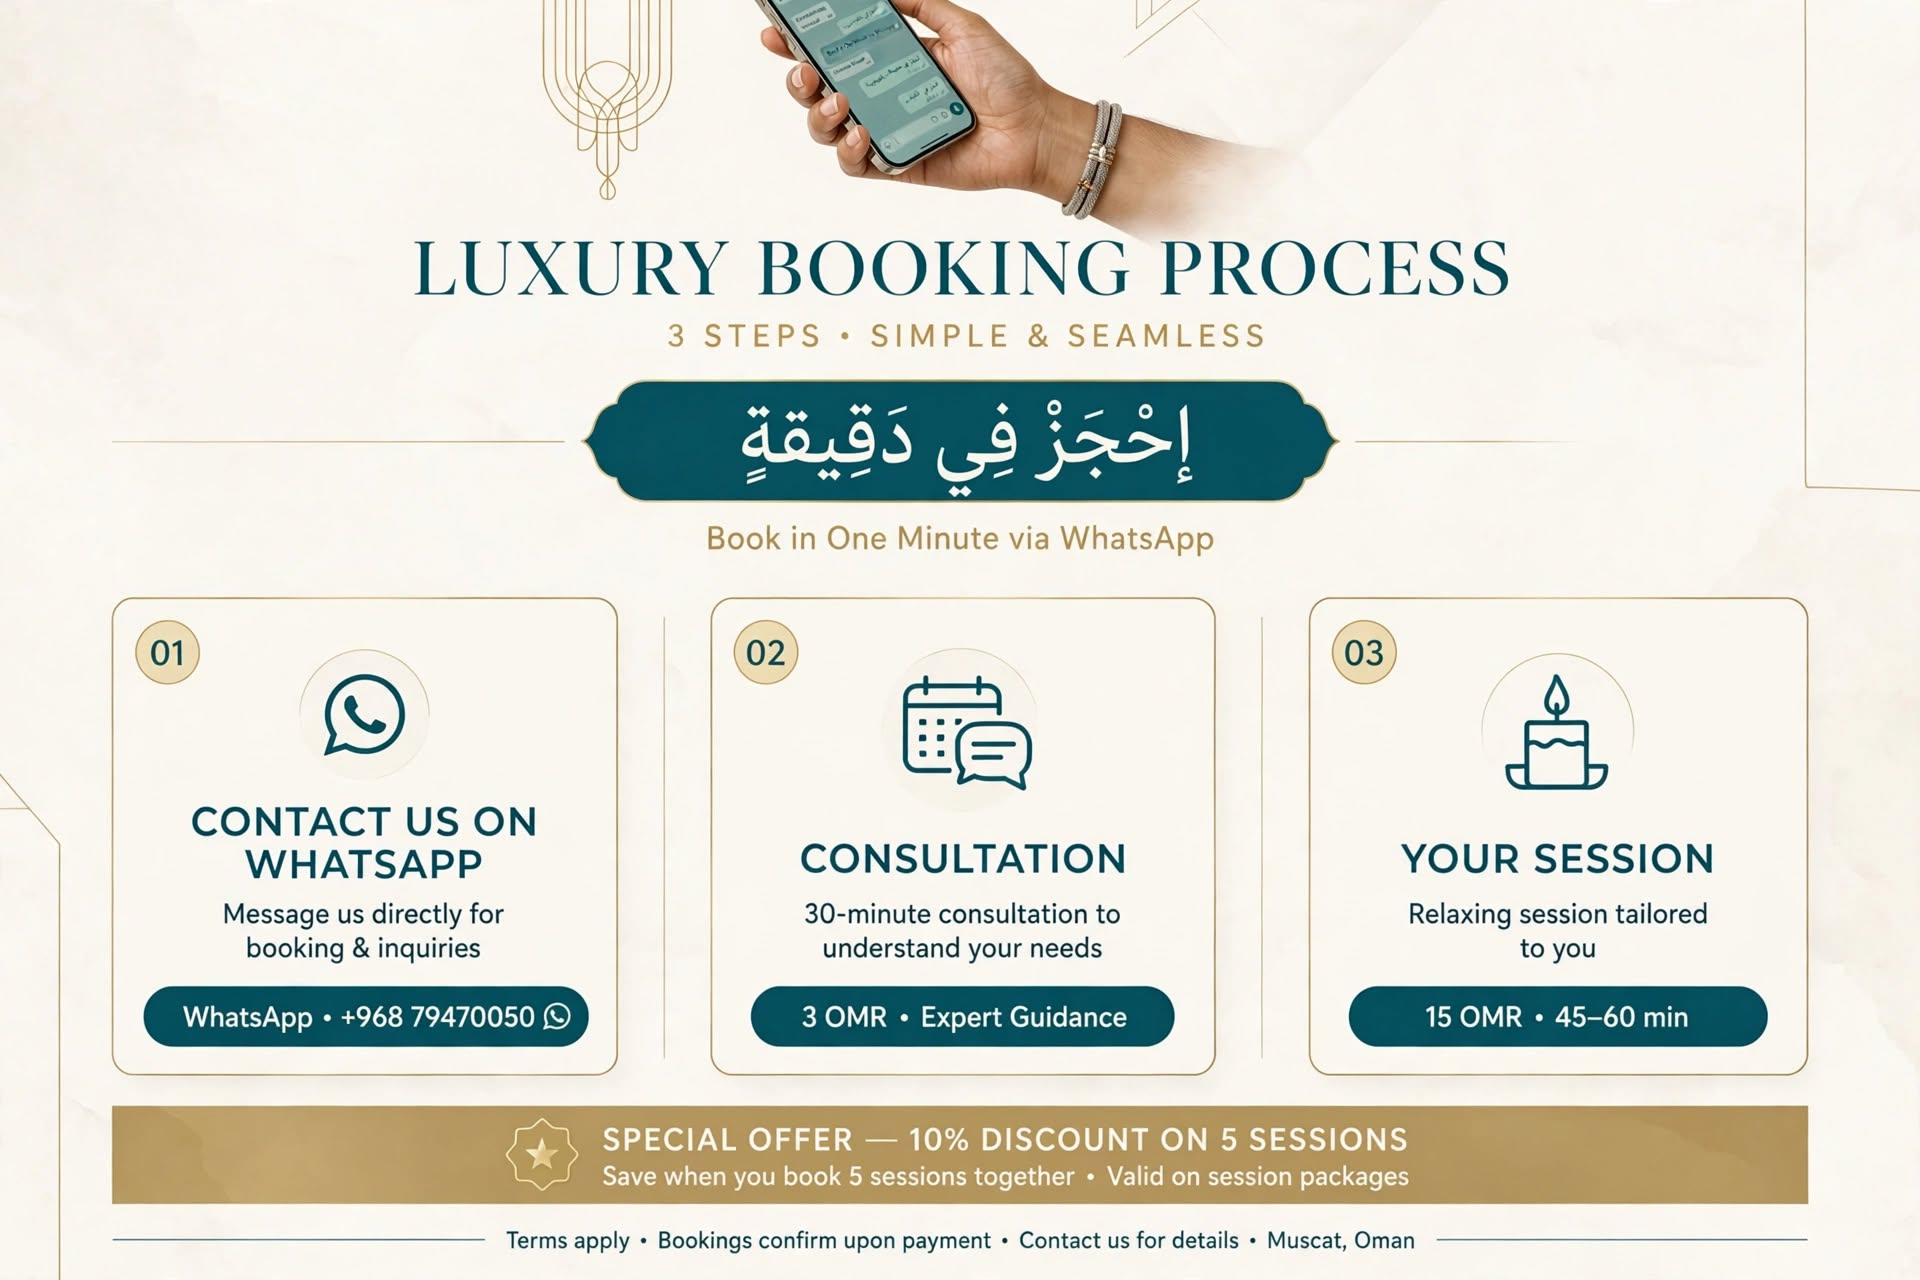 LUXURY BOOKING PROCESS
3 STEPS • SIMPLE & SEAMLESS
إحْجَزْ فِي دَقِيقةٍ
Book in One Minute via WhatsApp
01
CONTACT US ON
WHATSAPP
Message us directly for
booking & inquiries
WhatsApp • +968 79470050
02
CONSULTATION
30-minute consultation to
understand your needs
3 OMR • Expert Guidance
03
YOUR SESSION
Relaxing session tailored
to you
15 OMR • 45–60 min
SPECIAL OFFER — 10% DISCOUNT ON 5 SESSIONS
Save when you book 5 sessions together • Valid on session packages
Terms apply • Bookings confirm upon payment • Contact us for details • Muscat, Oman